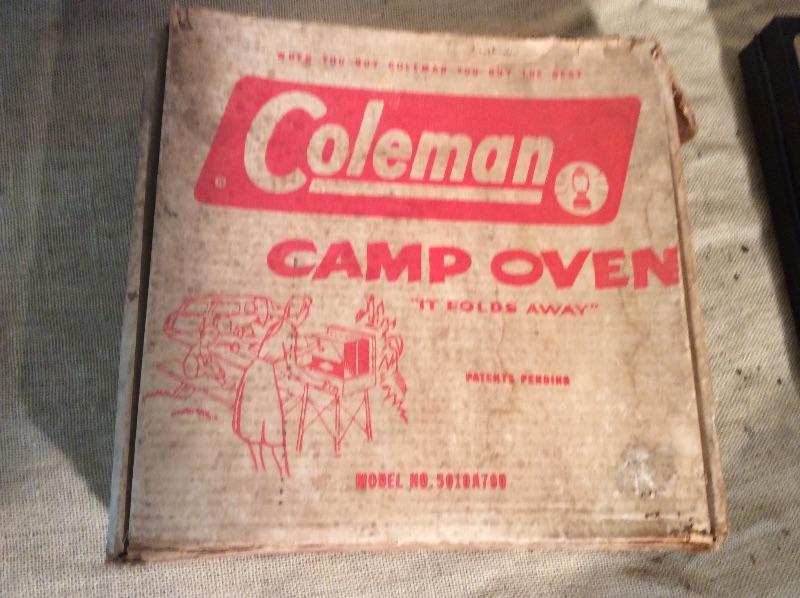 WHEN YOU BUY COLEMAN YOU BUY THE BEST
Coleman
®
CAMP OVEN
"IT FOLDS AWAY"
PATENTS PENDING
MODEL NO. 5010A700